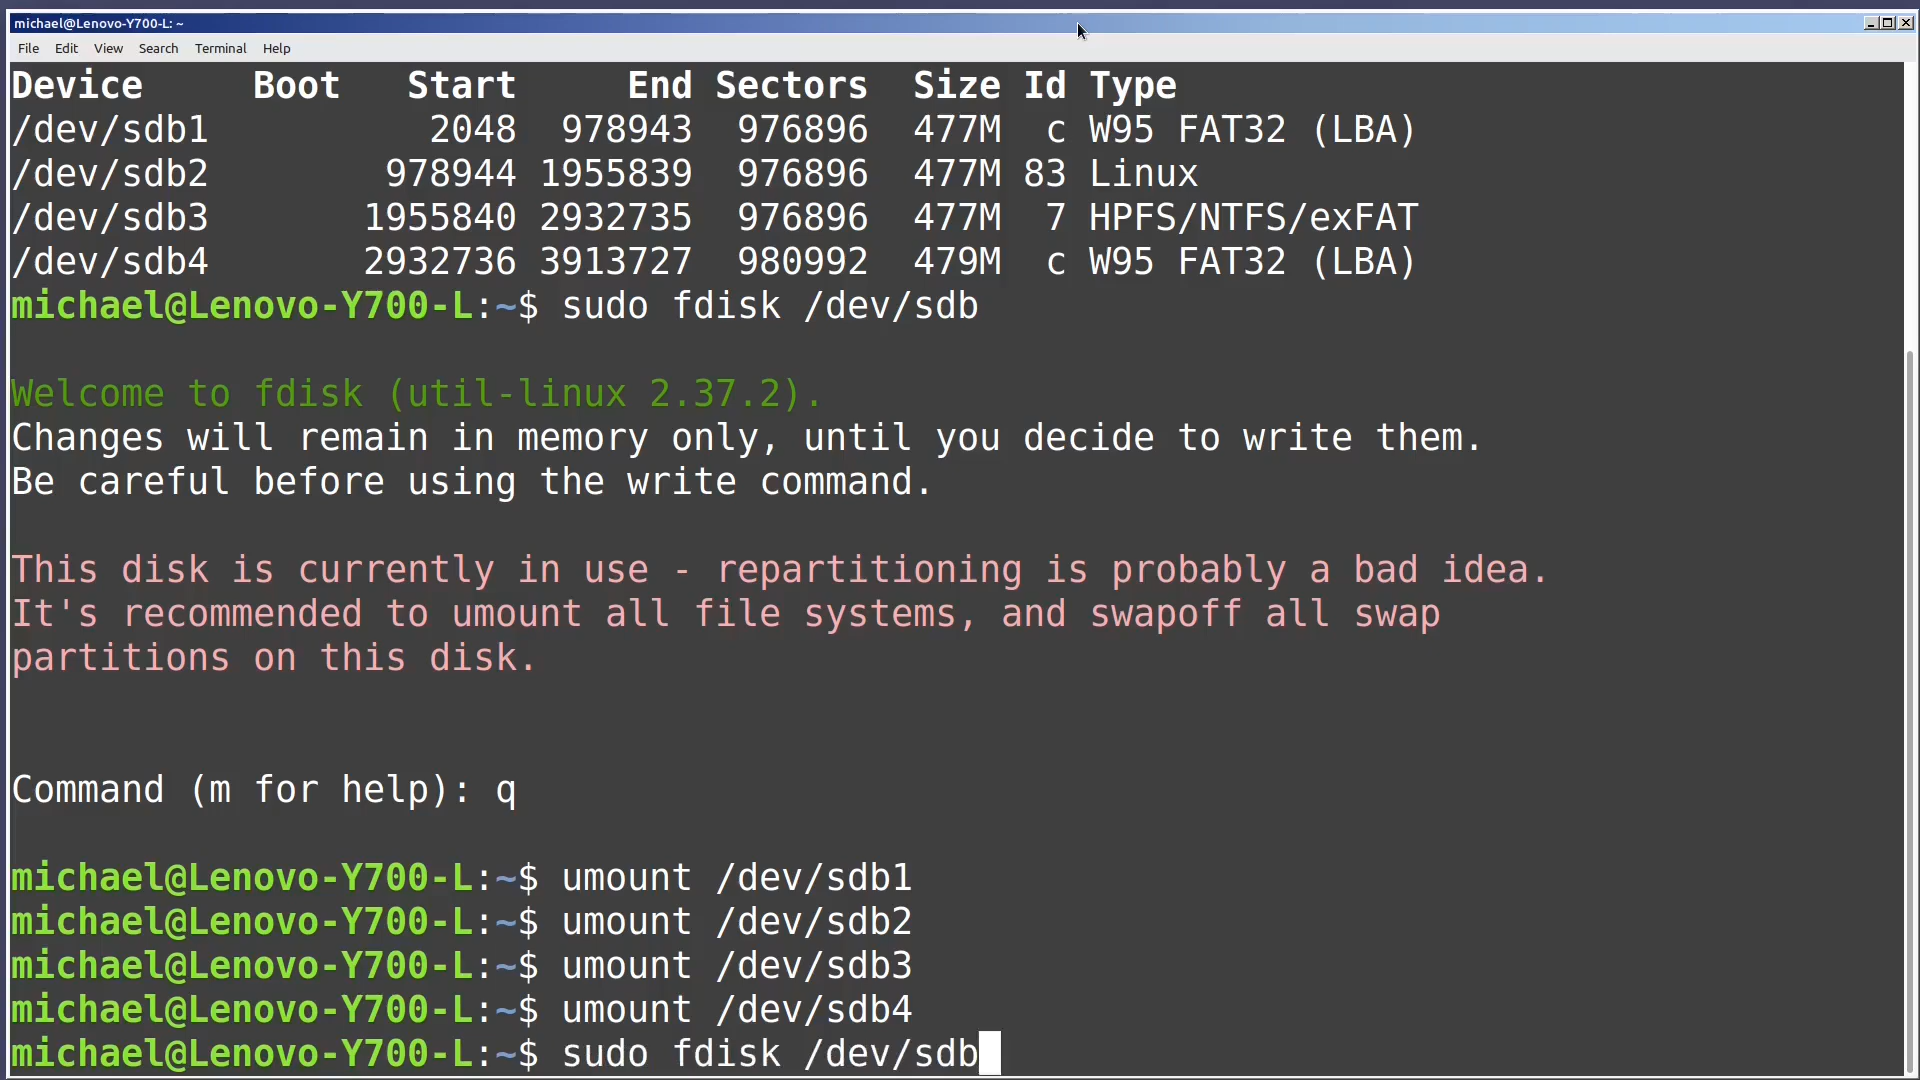 michael@Lenovo-Y700-L: ~
File Edit View Search Terminal Help
Device     Boot   Start     End Sectors  Size Id Type
/dev/sdb1          2048  978943  976896  477M  c W95 FAT32 (LBA)
/dev/sdb2        978944 1955839  976896  477M 83 Linux
/dev/sdb3       1955840 2932735  976896  477M  7 HPFS/NTFS/exFAT
/dev/sdb4       2932736 3913727  980992  479M  c W95 FAT32 (LBA)
michael@Lenovo-Y700-L:~$ sudo fdisk /dev/sdb
Welcome to fdisk (util-linux 2.37.2).
Changes will remain in memory only, until you decide to write them.
Be careful before using the write command.
This disk is currently in use - repartitioning is probably a bad idea.
It's recommended to umount all file systems, and swapoff all swap
partitions on this disk.
Command (m for help): q
michael@Lenovo-Y700-L:~$ umount /dev/sdb1
michael@Lenovo-Y700-L:~$ umount /dev/sdb2
michael@Lenovo-Y700-L:~$ umount /dev/sdb3
michael@Lenovo-Y700-L:~$ umount /dev/sdb4
michael@Lenovo-Y700-L:~$ sudo fdisk /dev/sdb